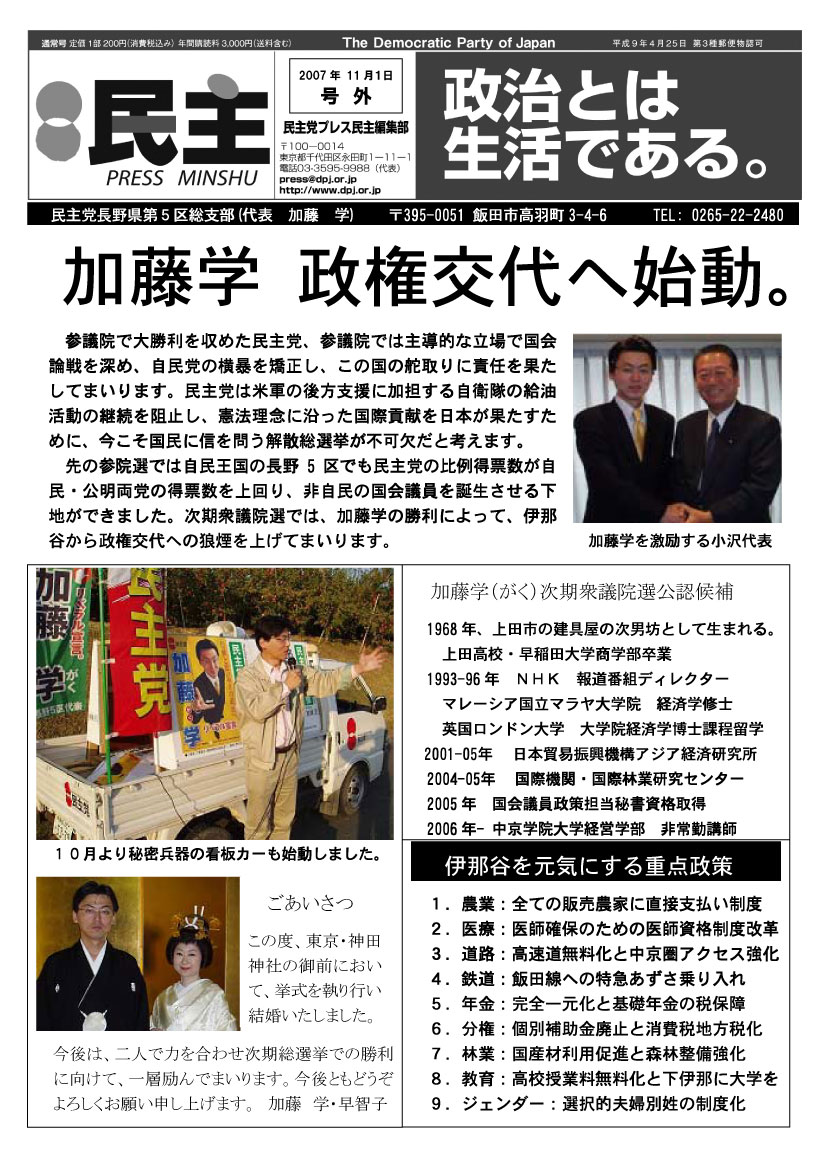 通常号 定価1部200円(消費税込み) 年間購読料3,000円(送料含む)
The Democratic Party of Japan
平成9年4月25日 第3種郵便物認可
民主
PRESS MINSHU
2007年 11月1日
号 外
民主党プレス民主編集部
〒100-0014
東京都千代田区永田町1-11-1
電話03-3595-9988(代表)
press@dpj.or.jp
http://www.dpj.or.jp
政治とは
生活である。
民主党長野県第5区総支部(代表 加藤 学) 〒395-0051 飯田市高羽町3-4-6 TEL: 0265-22-2480
加藤学 政権交代へ始動。
参議院で大勝利を収めた民主党、参議院では主導的な立場で国会
論戦を深め、自民党の横暴を矯正し、この国の舵取りに責任を果た
してまいります。民主党は米軍の後方支援に加担する自衛隊の給油
活動の継続を阻止し、憲法理念に沿った国際貢献を日本が果たすた
めに、今こそ国民に信を問う解散総選挙が不可欠だと考えます。
先の参院選では自民王国の長野5区でも民主党の比例得票数が自
民・公明両党の得票数を上回り、非自民の国会議員を誕生させる下
地ができました。次期衆議院選では、加藤学の勝利によって、伊那
谷から政権交代への狼煙を上げてまいります。
加藤学を激励する小沢代表
加藤学
がく
リベラル宣言。
長野5区代表
民主党
加藤学
民主党
10月より秘密兵器の看板カーも始動しました。
ごあいさつ
この度、東京・神田
神社の御前におい
て、挙式を執り行い
結婚いたしました。
今後は、二人で力を合わせ次期総選挙での勝利
に向けて、一層励んでまいります。今後ともどうぞ
よろしくお願い申し上げます。 加藤 学・早智子
加藤学(がく)次期衆議院選公認候補
1968年、上田市の建具屋の次男坊として生まれる。
上田高校・早稲田大学商学部卒業
1993-96年 NHK 報道番組ディレクター
マレーシア国立マラヤ大学院 経済学修士
英国ロンドン大学 大学院経済学博士課程留学
2001-05年 日本貿易振興機構アジア経済研究所
2004-05年 国際機関・国際林業研究センター
2005年 国会議員政策担当秘書資格取得
2006年- 中京学院大学経営学部 非常勤講師
伊那谷を元気にする重点政策
1.農業:全ての販売農家に直接支払い制度
2.医療:医師確保のための医師資格制度改革
3.道路:高速道無料化と中京圏アクセス強化
4.鉄道:飯田線への特急あずさ乗り入れ
5.年金:完全一元化と基礎年金の税保障
6.分権:個別補助金廃止と消費税地方税化
7.林業:国産材利用促進と森林整備強化
8.教育:高校授業料無料化と下伊那に大学を
9.ジェンダー:選択的夫婦別姓の制度化